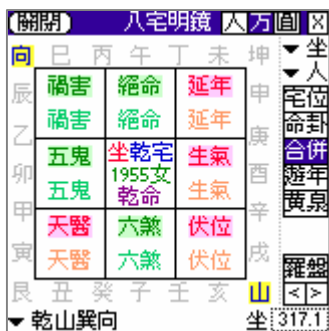 (關閉) 八宅明鏡 人 方 圓 X
向 巳 丙 午 丁 未 坤 ▼ 坐
▼ 人
辰 禍害 絕命 延年 申 宅位
禍害 絕命 延年 命卦
乙 庚 合併
五鬼 坐乾宅 生氣
卯 1955女 酉 遊年
五鬼 乾命 生氣
甲 辛 黃泉
天醫 六煞 伏位
寅 天醫 六煞 伏位 戌 羅盤
艮 丑 癸 子 壬 亥 山 < >
▼ 乾山巽向 坐 317.1